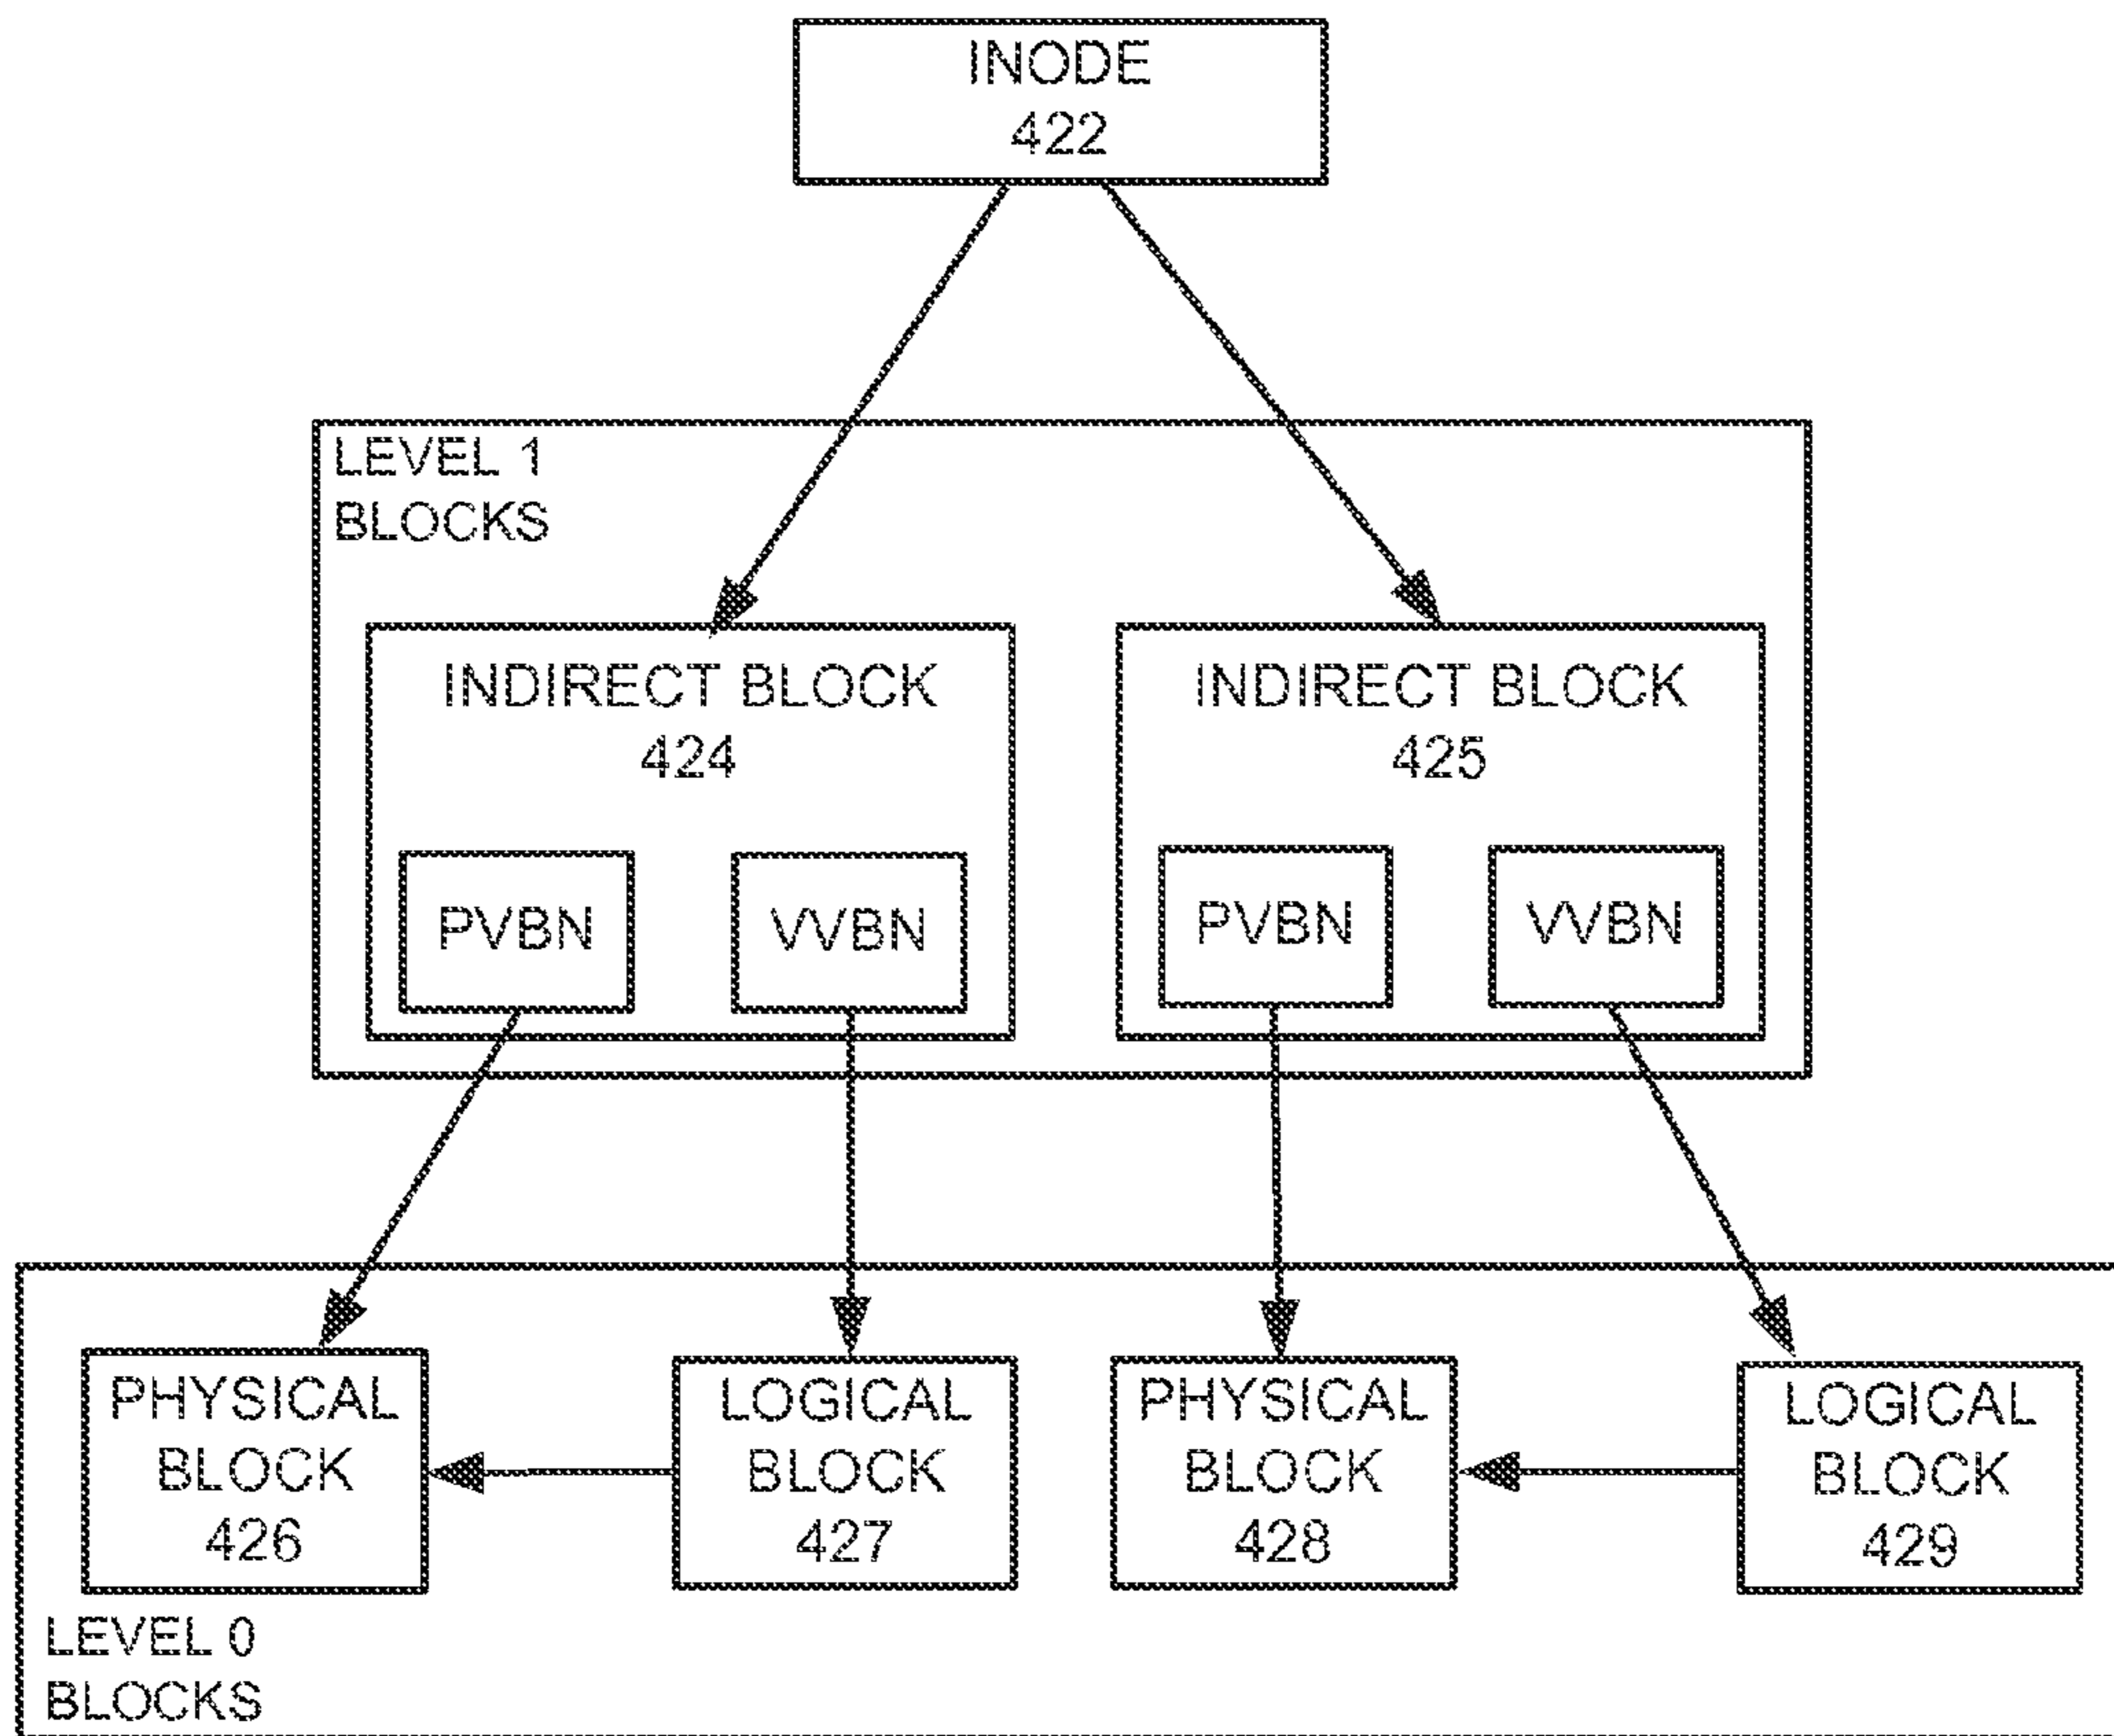 INODE
422
LEVEL 1
BLOCKS
INDIRECT BLOCK
424
INDIRECT BLOCK
425
PVBN
VVBN
PVBN
VVBN
PHYSICAL
BLOCK
426
LOGICAL
BLOCK
427
PHYSICAL
BLOCK
428
LOGICAL
BLOCK
429
LEVEL 0
BLOCKS